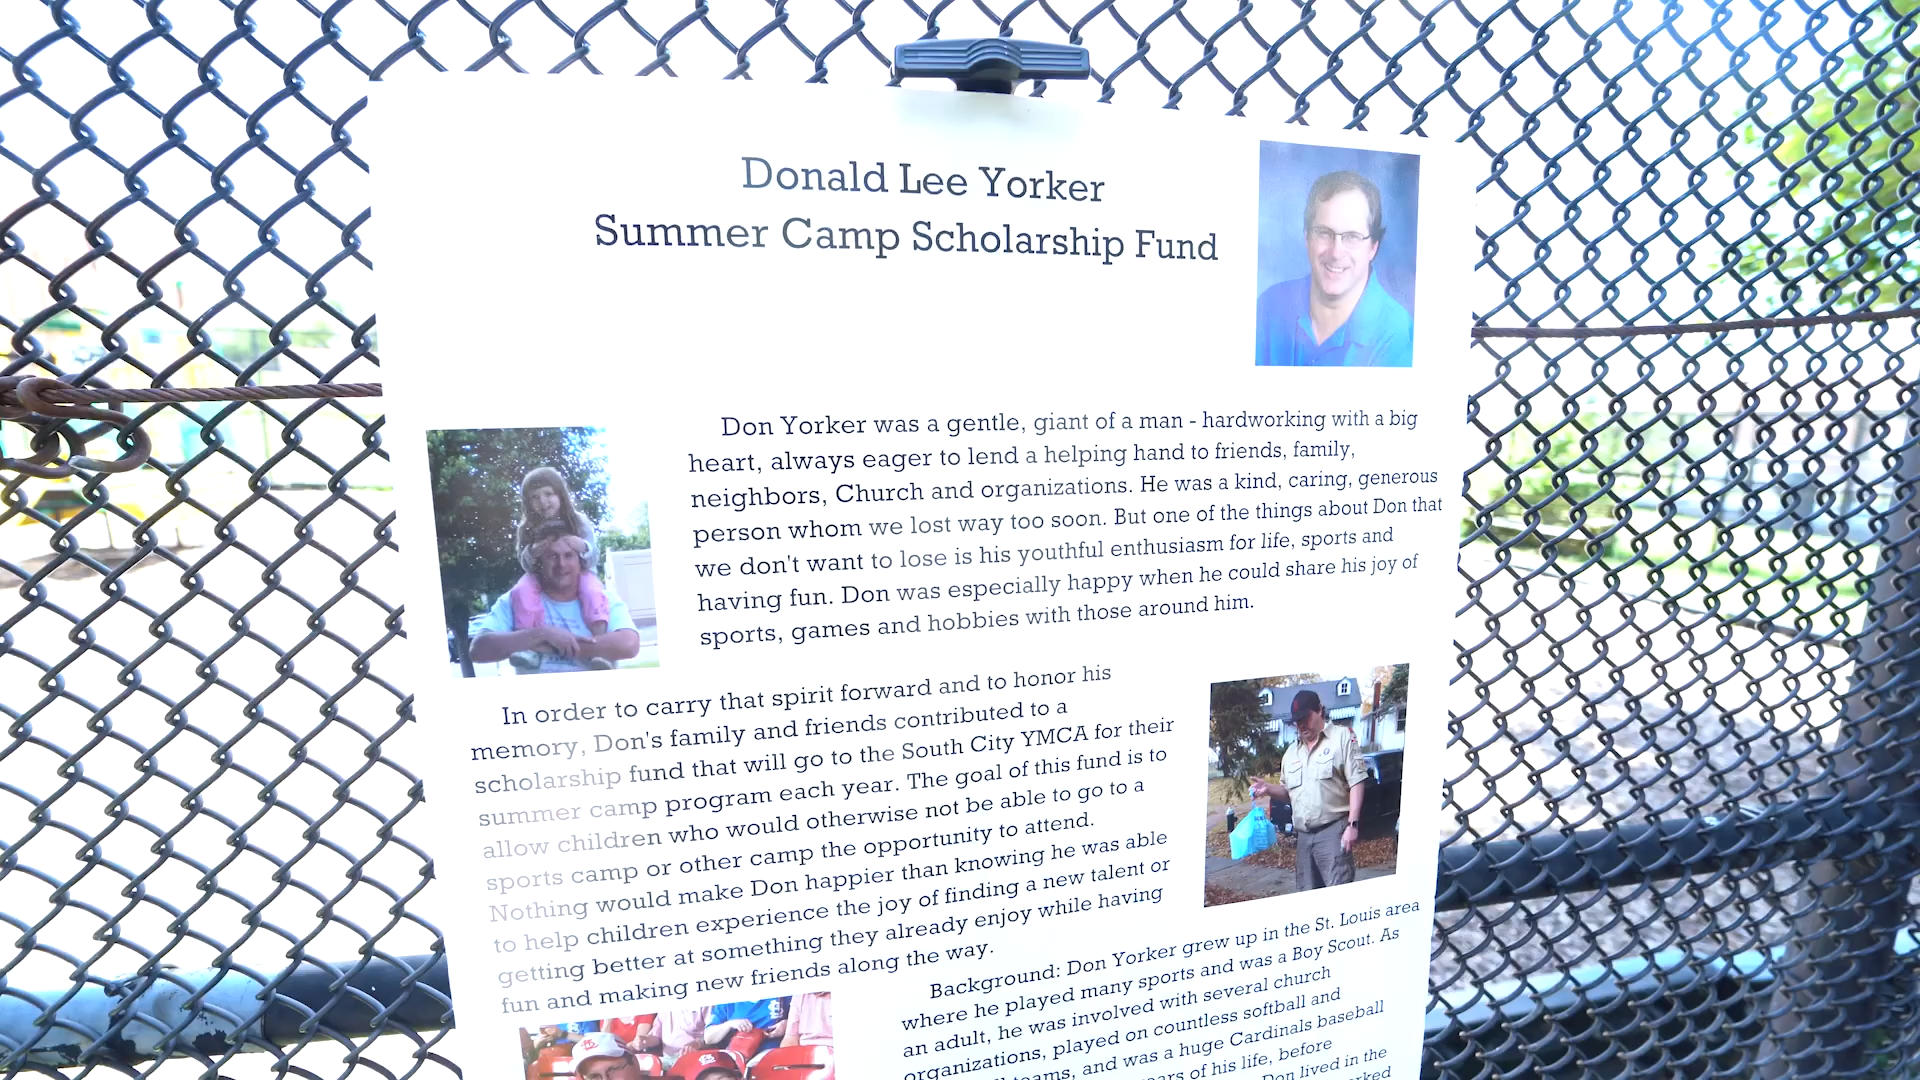 Donald Lee Yorker
Summer Camp Scholarship Fund
Don Yorker was a gentle, giant of a man - hardworking with a big
heart, always eager to lend a helping hand to friends, family,
neighbors, Church and organizations. He was a kind, caring, generous
person whom we lost way too soon. But one of the things about Don that
we don't want to lose is his youthful enthusiasm for life, sports and
having fun. Don was especially happy when he could share his joy of
sports, games and hobbies with those around him.
In order to carry that spirit forward and to honor his
memory, Don's family and friends contributed to a
scholarship fund that will go to the South City YMCA for their
summer camp program each year. The goal of this fund is to
allow children who would otherwise not be able to go to a
sports camp or other camp the opportunity to attend.
Nothing would make Don happier than knowing he was able
to help children experience the joy of finding a new talent or
getting better at something they already enjoy while having
fun and making new friends along the way.
Background: Don Yorker grew up in the St. Louis area
where he played many sports and was a Boy Scout. As
an adult, he was involved with several church
organizations, played on countless softball and
teams, and was a huge Cardinals baseball
of his life, before
Don lived in the